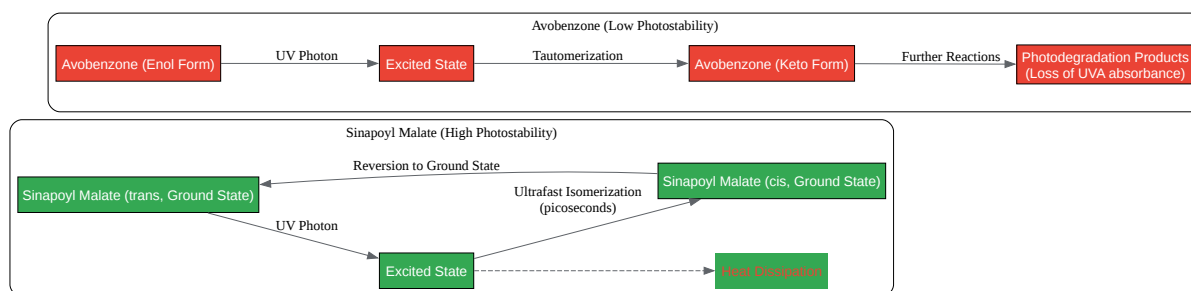 Avobenzone (Low Photostability)
Avobenzone (Enol Form)
UV Photon
Excited State
Tautomerization
Avobenzone (Keto Form)
Further Reactions
Photodegradation Products
(Loss of UVA absorbance)
Sinapoyl Malate (High Photostability)
Reversion to Ground State
Sinapoyl Malate (trans, Ground State)
Ultrafast Isomerization
(picoseconds)
Sinapoyl Malate (cis, Ground State)
UV Photon
Excited State
Heat Dissipation